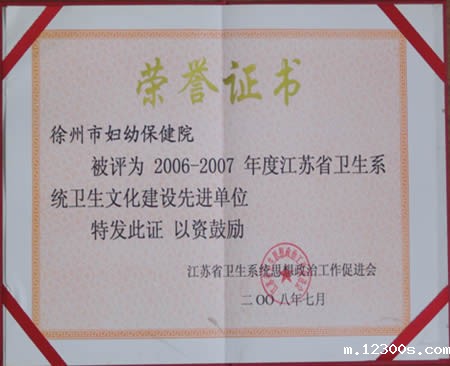 荣誉证书
徐州市妇幼保健院
被评为 2006-2007 年度江苏省卫生系
统卫生文化建设先进单位
特发此证 以资鼓励
江苏省卫生系统思想政治工作促进会
二〇〇八年七月
m.12300s.com